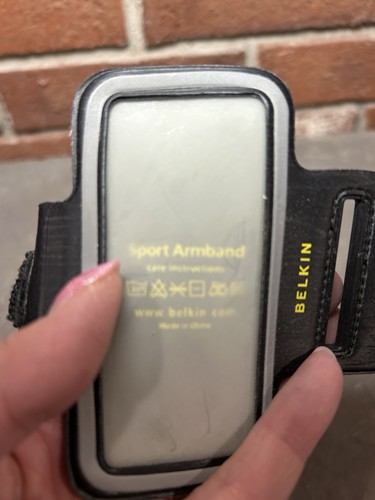 Sport Armband
care instructions
www.belkin.com
Made in China
BELKIN